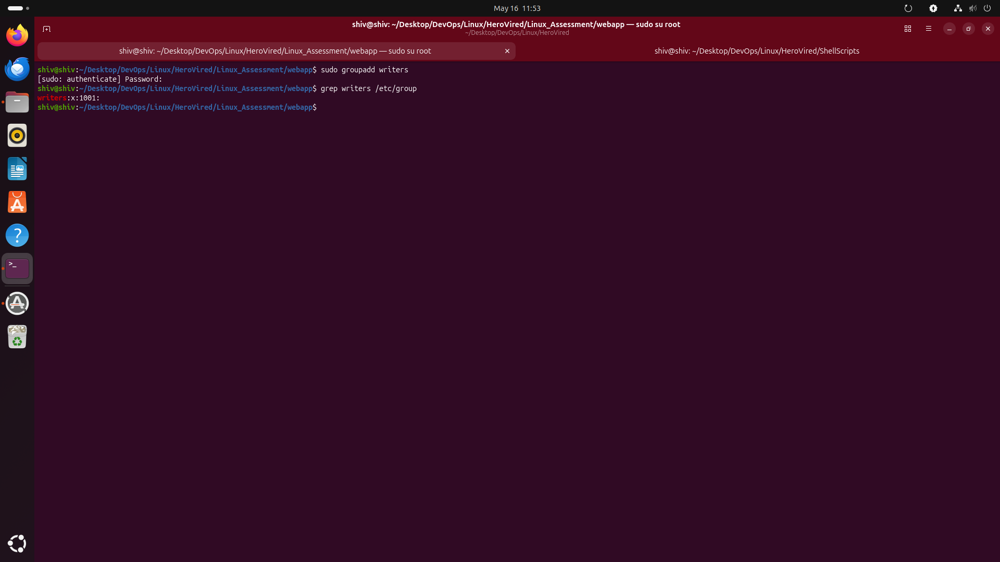 May 16 11:53
shiv@shiv: ~/Desktop/DevOps/Linux/HeroVired/Linux_Assessment/webapp — sudo su root
~/Desktop/DevOps/Linux/HeroVired
shiv@shiv: ~/Desktop/DevOps/Linux/HeroVired/Linux_Assessment/webapp — sudo su root
shiv@shiv: ~/Desktop/DevOps/Linux/HeroVired/ShellScripts
shiv@shiv:~/Desktop/DevOps/Linux/HeroVired/Linux_Assessment/webapp$ sudo groupadd writers
[sudo: authenticate] Password:
shiv@shiv:~/Desktop/DevOps/Linux/HeroVired/Linux_Assessment/webapp$ grep writers /etc/group
writers:x:1001:
shiv@shiv:~/Desktop/DevOps/Linux/HeroVired/Linux_Assessment/webapp$